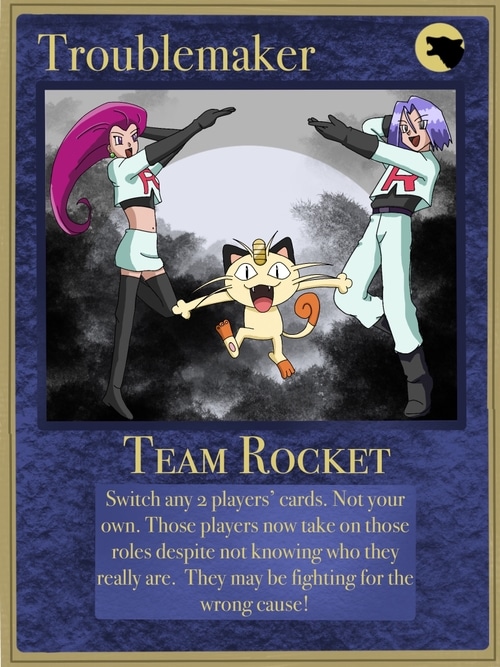 Troublemaker
R
R
TEAM ROCKET
Switch any 2 players' cards. Not your
own. Those players now take on those
roles despite not knowing who they
really are. They may be fighting for the
wrong cause!